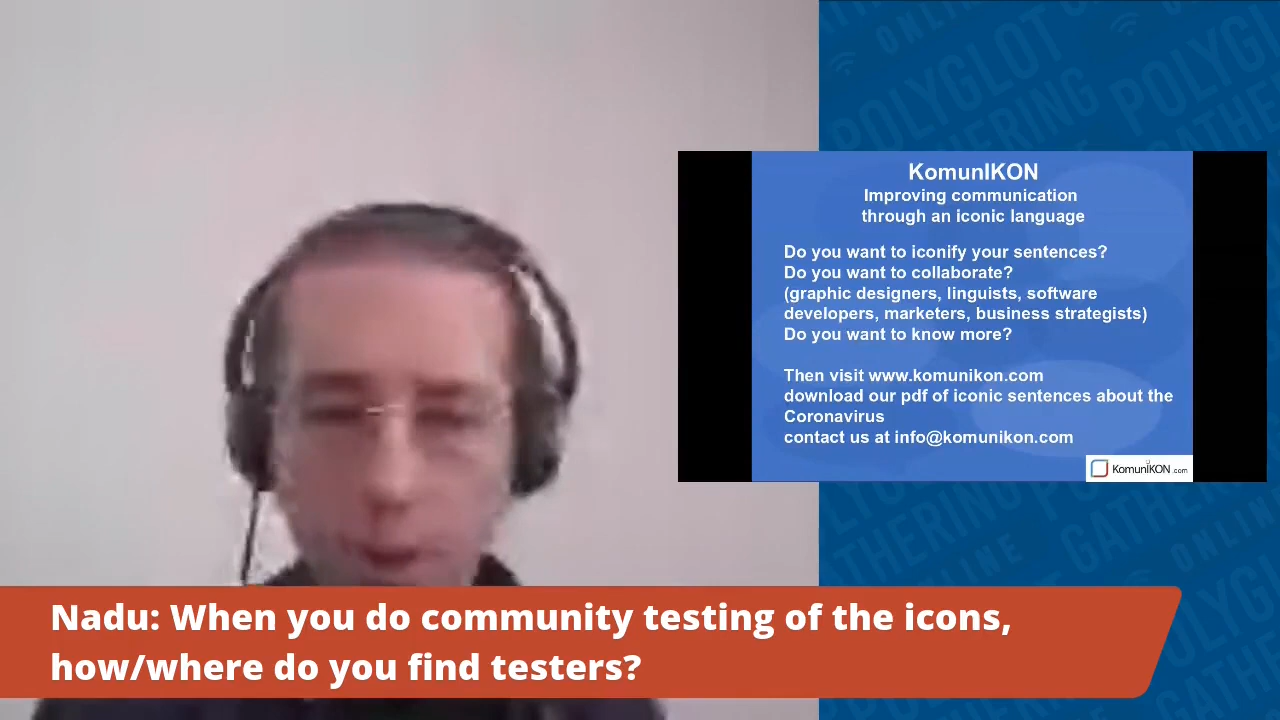 KomunIKON
Improving communication
through an iconic language
Do you want to iconify your sentences?
Do you want to collaborate?
(graphic designers, linguists, software
developers, marketers, business strategists)
Do you want to know more?
Then visit www.komunikon.com
download our pdf of iconic sentences about the
Coronavirus
contact us at info@komunikon.com
KomunIKON.com
Nadu: When you do community testing of the icons,
how/where do you find testers?
ONLINE
POLYGLOT
GATHERING